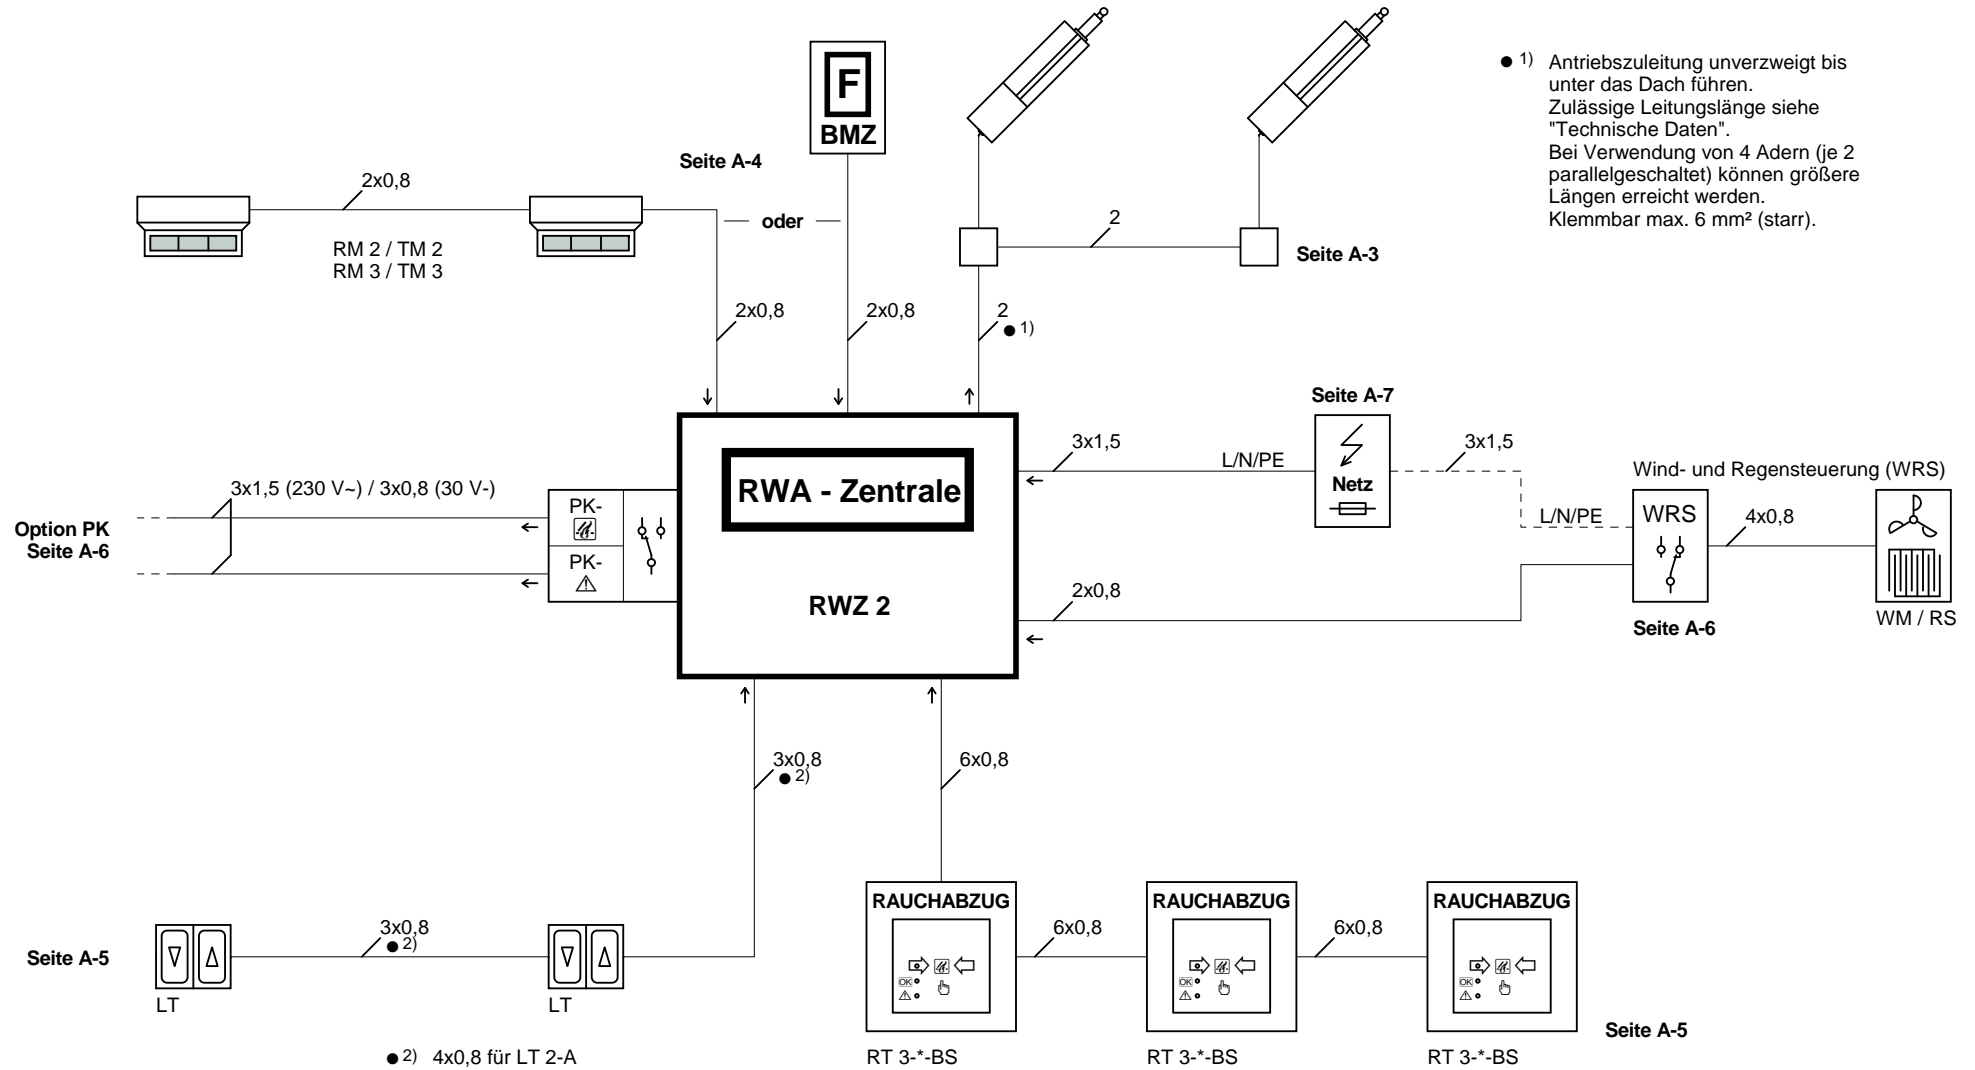 ● 1) Antriebszuleitung unverzweigt bis
unter das Dach führen.
Zulässige Leitungslänge siehe
"Technische Daten".
Bei Verwendung von 4 Adern (je 2
parallelgeschaltet) können größere
Längen erreicht werden.
Klemmbar max. 6 mm² (starr).
F
BMZ
Seite A-4
2x0,8
oder
RM 2 / TM 2
RM 3 / TM 3
2
Seite A-3
2x0,8
2x0,8
2
● 1)
Seite A-7
3x1,5
L/N/PE
Netz
3x1,5
L/N/PE
Wind- und Regensteuerung (WRS)
WRS
4x0,8
WM / RS
Seite A-6
2x0,8
RWA - Zentrale
RWZ 2
3x1,5 (230 V~) / 3x0,8 (30 V-)
Option PK
Seite A-6
PK-
PK-
3x0,8
● 2)
6x0,8
Seite A-5
3x0,8
● 2)
LT
LT
● 2) 4x0,8 für LT 2-A
RAUCHABZUG
OK
RT 3-*-BS
6x0,8
RAUCHABZUG
OK
RT 3-*-BS
6x0,8
RAUCHABZUG
OK
RT 3-*-BS
Seite A-5